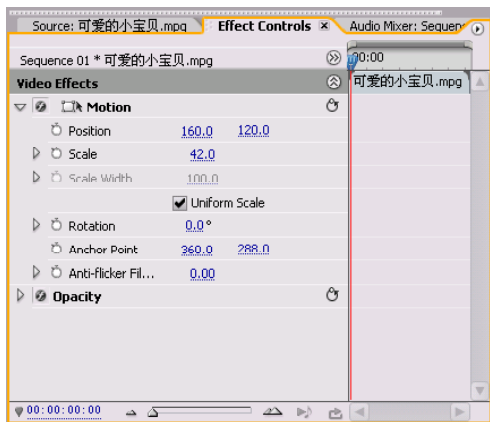 Source: 可爱的小宝贝.mpg Effect Controls Audio Mixer: Sequen
Sequence 01 * 可爱的小宝贝.mpg 00:00
Video Effects 可爱的小宝贝.mpg
Motion
Position 160.0 120.0
Scale 42.0
Scale Width 100.0
Uniform Scale
Rotation 0.0°
Anchor Point 360.0 288.0
Anti-flicker Fil... 0.00
Opacity
00:00:00:00